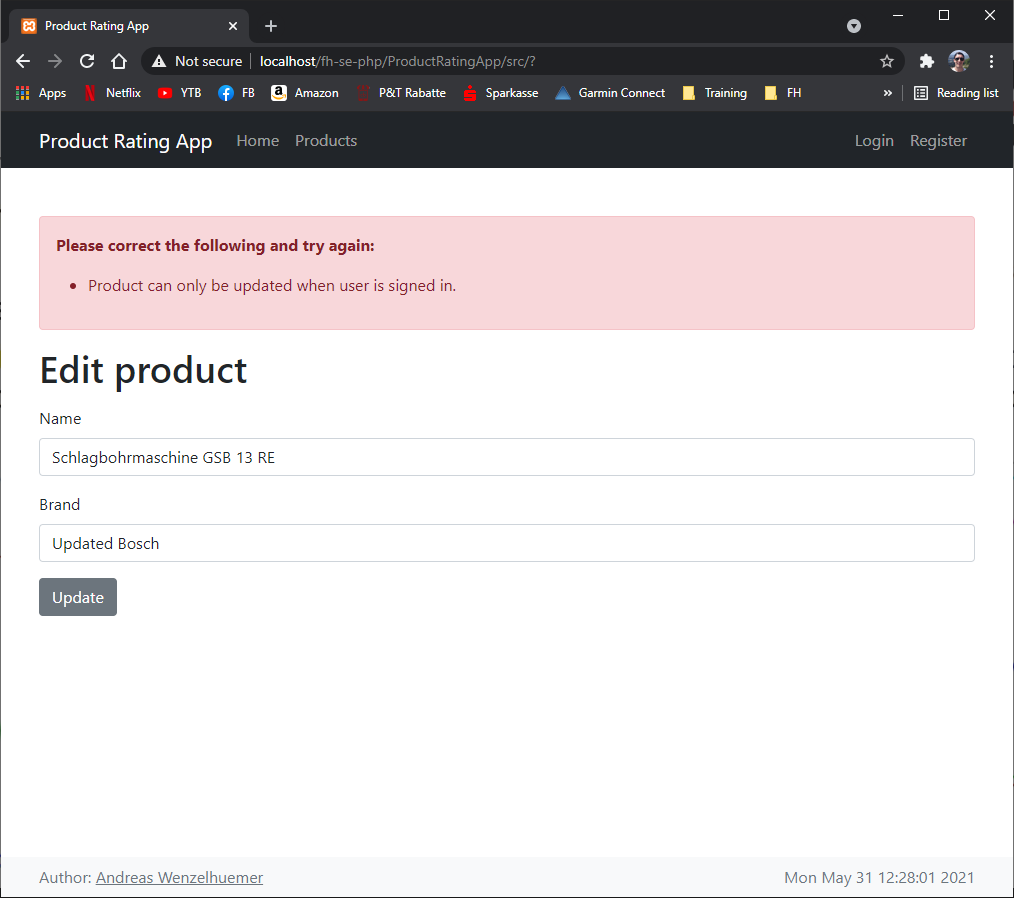 Product Rating App
Not secure localhost/fh-se-php/ProductRatingApp/src/?
Apps Netflix YTB FB Amazon P&T Rabatte Sparkasse Garmin Connect Training FH » Reading list
Product Rating App Home Products Login Register
Please correct the following and try again:
• Product can only be updated when user is signed in.
Edit product
Name
Schlagbohrmaschine GSB 13 RE
Brand
Updated Bosch
Update
Author: Andreas Wenzelhuemer Mon May 31 12:28:01 2021